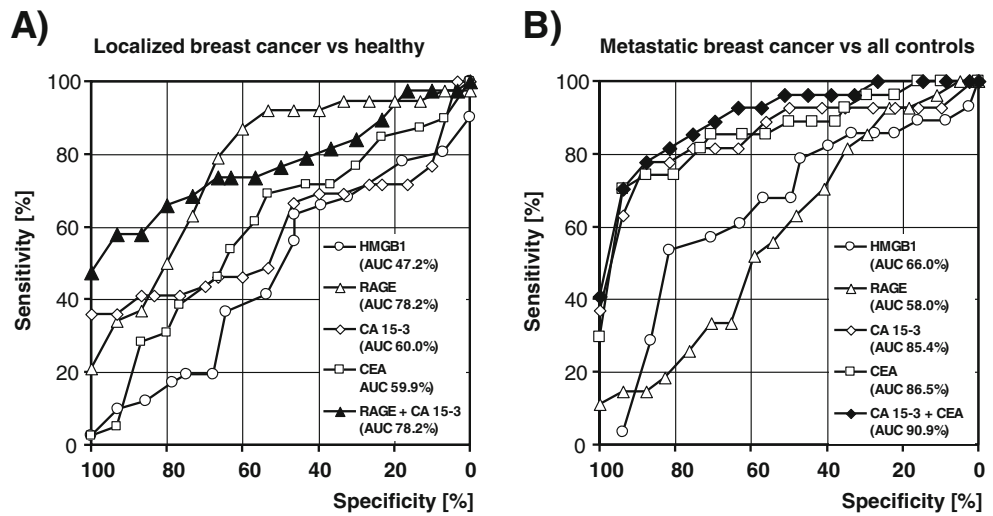 A)
Localized breast cancer vs healthy
100
80
60
40
20
0
Sensitivity [%]
HMGB1
(AUC 47.2%)
RAGE
(AUC 78.2%)
CA 15-3
(AUC 60.0%)
CEA
AUC 59.9%)
RAGE + CA 15-3
(AUC 78.2%)
100 80 60 40 20 0
Specificity [%]
B)
Metastatic breast cancer vs all controls
100
80
60
40
20
0
Sensitivity [%]
HMGB1
(AUC 66.0%)
RAGE
(AUC 58.0%)
CA 15-3
(AUC 85.4%)
CEA
(AUC 86.5%)
CA 15-3 + CEA
(AUC 90.9%)
100 80 60 40 20 0
Specificity [%]